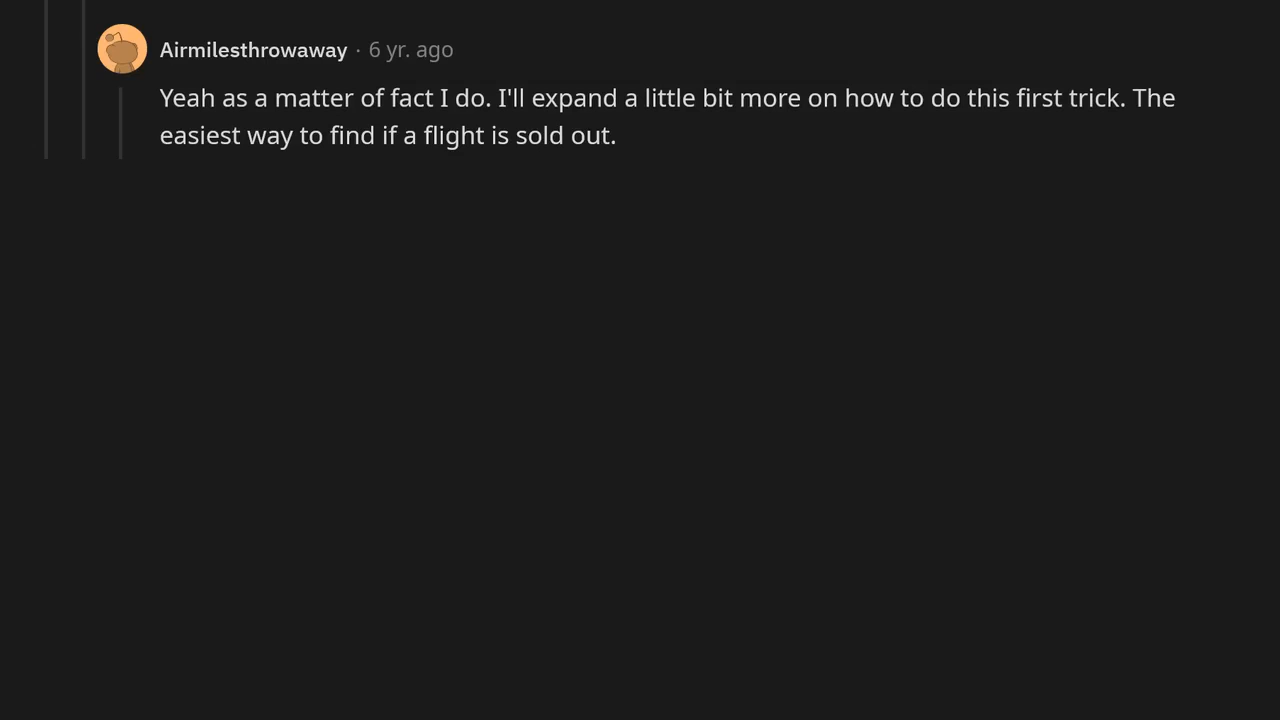 Airmilesthrowaway · 6 yr. ago
Yeah as a matter of fact I do. I'll expand a little bit more on how to do this first trick. The
easiest way to find if a flight is sold out.